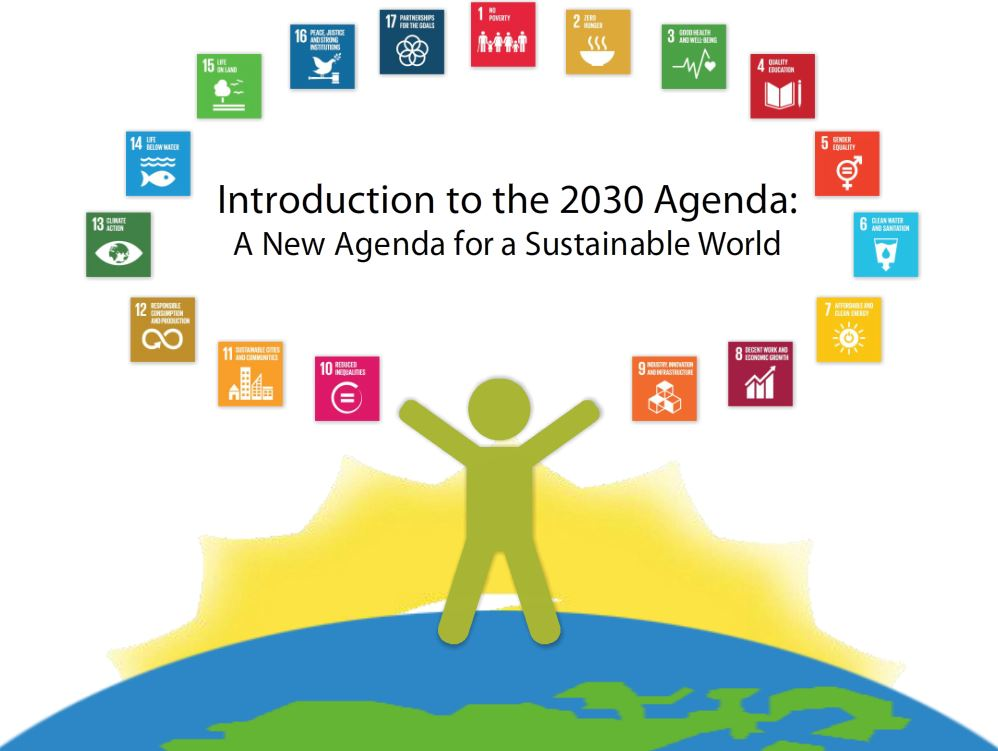 1 NO
POVERTY
2 ZERO
HUNGER
3 GOOD HEALTH
AND WELL-BEING
4 QUALITY
EDUCATION
5 GENDER
EQUALITY
6 CLEAN WATER
AND SANITATION
7 AFFORDABLE AND
CLEAN ENERGY
8 DECENT WORK AND
ECONOMIC GROWTH
9 INDUSTRY, INNOVATION
AND INFRASTRUCTURE
10 REDUCED
INEQUALITIES
11 SUSTAINABLE CITIES
AND COMMUNITIES
12 RESPONSIBLE
CONSUMPTION
AND PRODUCTION
13 CLIMATE
ACTION
14 LIFE
BELOW WATER
15 LIFE
ON LAND
16 PEACE, JUSTICE
AND STRONG
INSTITUTIONS
17 PARTNERSHIPS
FOR THE GOALS
Introduction to the 2030 Agenda:
A New Agenda for a Sustainable World